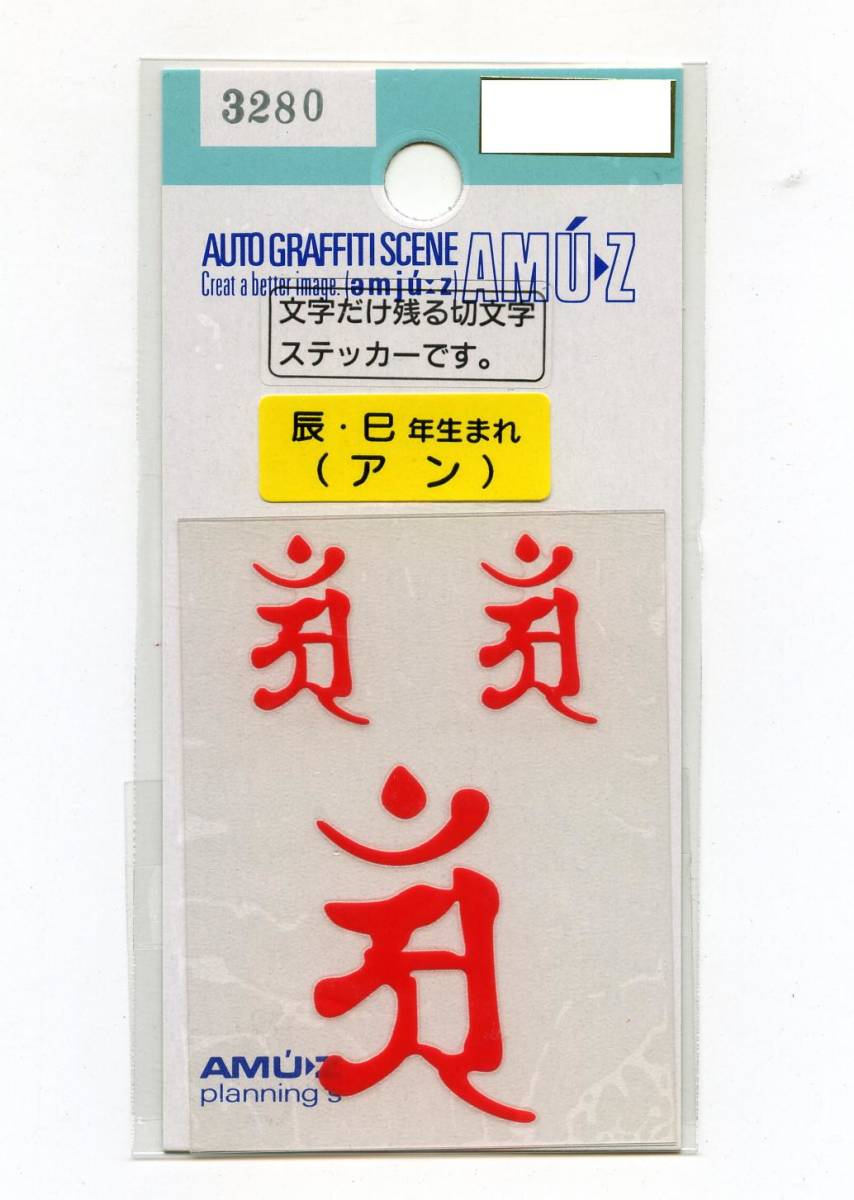 3280
AUTO GRAFFITI SCENE AMÚ▸Z
Creat a better image. (əmjú:z)
文字だけ残る切文字
ステッカーです。
辰・巳 年生まれ
(アン)
अं अं
अं
AMÚ▸Z
planning's